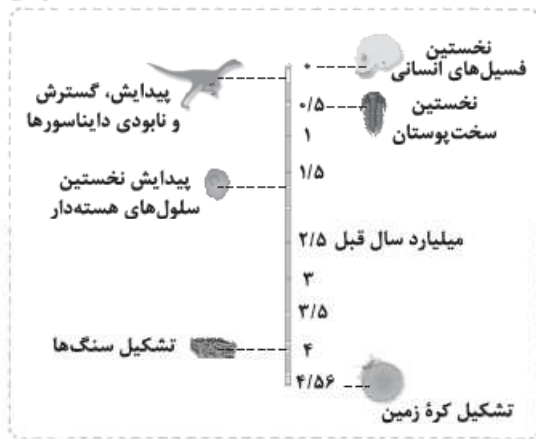 نخستین
فسیل‌های انسانی
۰
پیدایش، گسترش
و نابودی دایناسورها
۰/۵
نخستین
سخت‌پوستان
۱
۱/۵
پیدایش نخستین
سلول‌های هسته‌دار
۲/۵ میلیارد سال قبل
۳
۳/۵
تشکیل سنگ‌ها
۴
۴/۵۶
تشکیل کرهٔ زمین